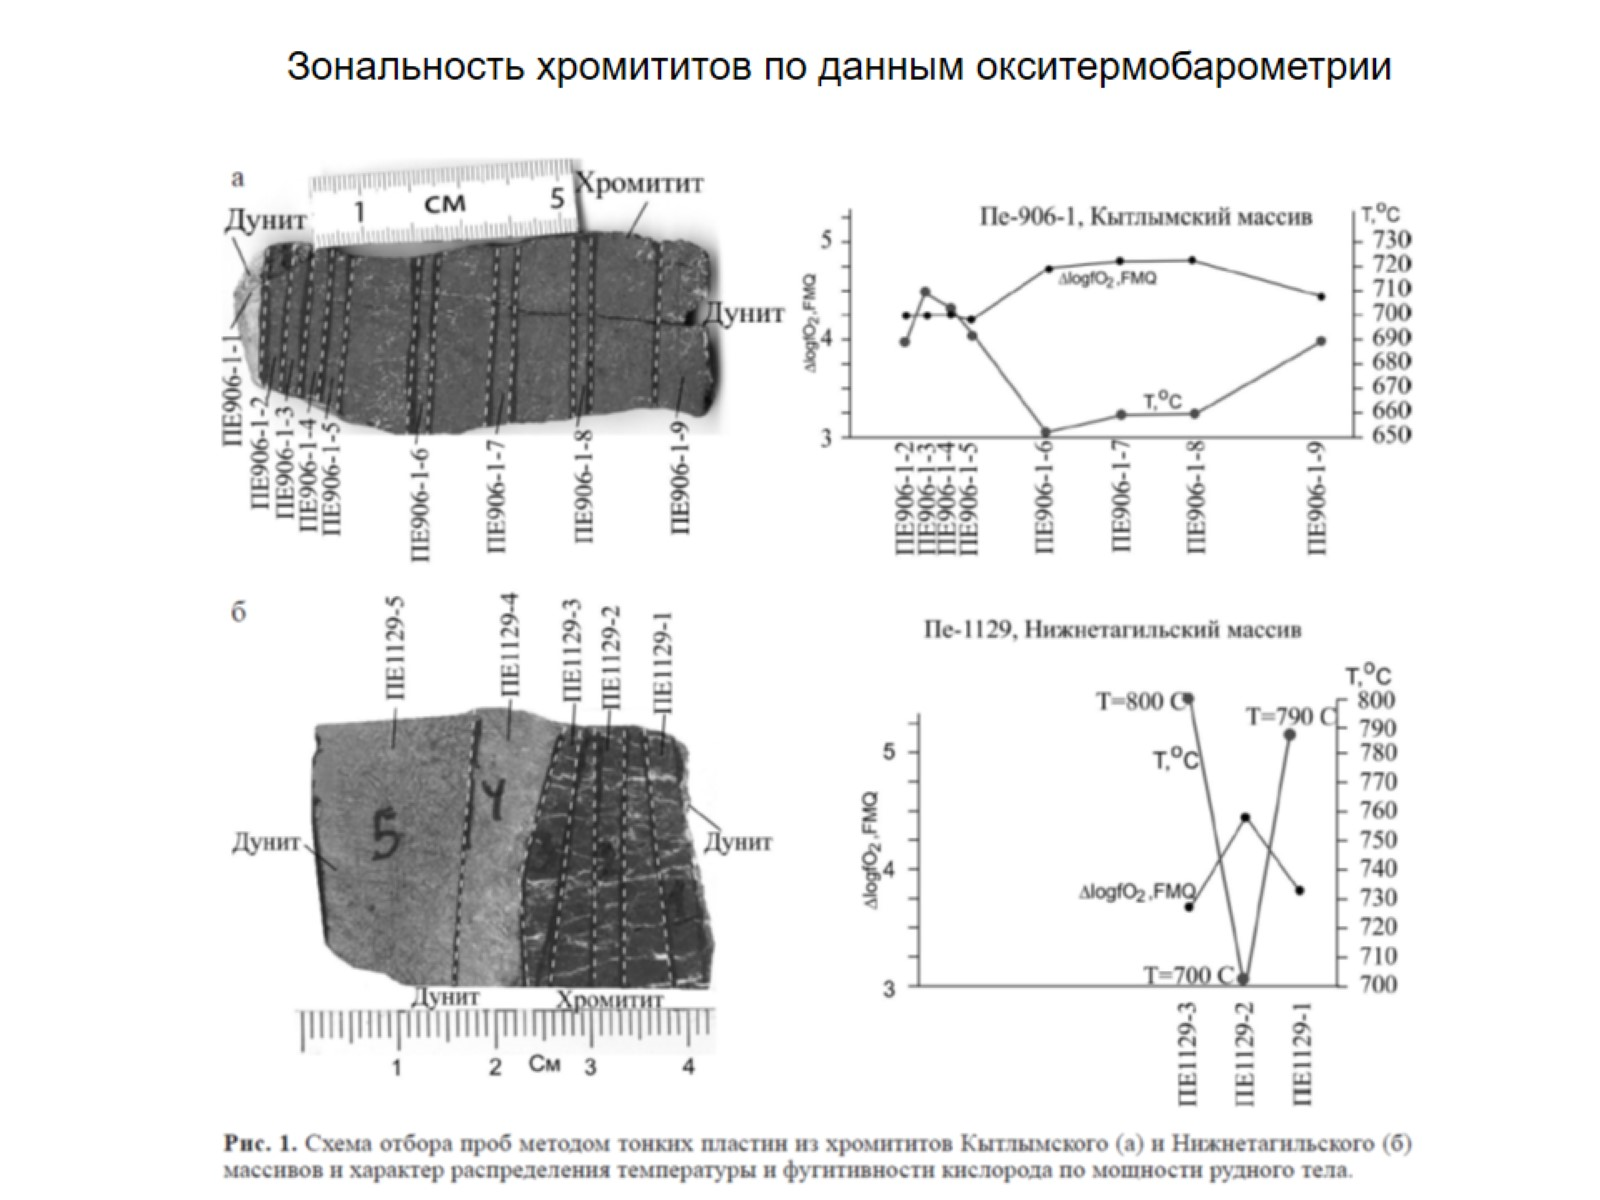 Зональность хромититов по данным окситермобарометрии
а
Дунит
1 СМ 5
Хромитит
Дунит
ПЕ906-1-1
ПЕ906-1-2
ПЕ906-1-3
ПЕ906-1-4
ПЕ906-1-5
ПЕ906-1-6
ПЕ906-1-7
ПЕ906-1-8
ПЕ906-1-9
Пе-906-1, Кытлымский массив
T,°C
5
4
3
ΔlogfO₂,FMQ
ΔlogfO₂,FMQ
T,°C
730
720
710
700
690
680
670
660
650
ПЕ906-1-2
ПЕ906-1-3
ПЕ906-1-4
ПЕ906-1-5
ПЕ906-1-6
ПЕ906-1-7
ПЕ906-1-8
ПЕ906-1-9
б
ПЕ1129-5
ПЕ1129-4
ПЕ1129-3
ПЕ1129-2
ПЕ1129-1
5
4
Дунит
Дунит
Дунит
Хромитит
1 2 См 3 4
Пе-1129, Нижнетагильский массив
T,°C
T=800 C
T=790 C
T,°C
ΔlogfO₂,FMQ
ΔlogfO₂,FMQ
T=700 C
5
4
3
800
790
780
770
760
750
740
730
720
710
700
ПЕ1129-3
ПЕ1129-2
ПЕ1129-1
Рис. 1. Схема отбора проб методом тонких пластин из хромититов Кытлымского (а) и Нижнетагильского (б)
массивов и характер распределения температуры и фугитивности кислорода по мощности рудного тела.